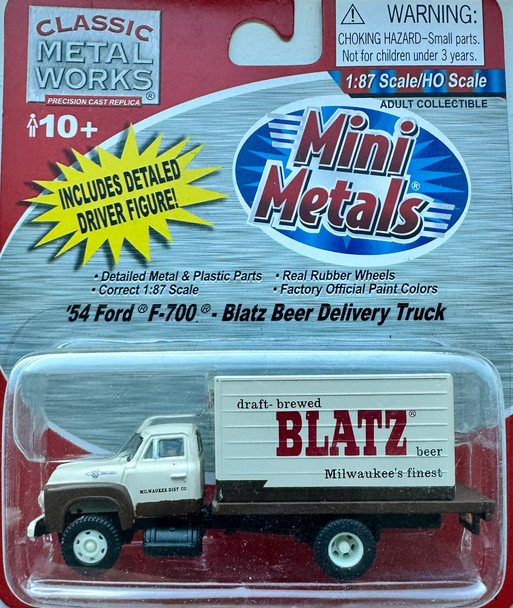 CLASSIC
METAL
WORKS®
PRECISION CAST REPLICA
10+
⚠ WARNING:
CHOKING HAZARD–Small parts.
Not for children under 3 years.
1:87 Scale/HO Scale
ADULT COLLECTIBLE
INCLUDES DETALED
DRIVER FIGURE!
Mini
Metals®
• Detailed Metal & Plastic Parts • Real Rubber Wheels
• Correct 1:87 Scale • Factory Official Paint Colors
'54 Ford® F-700® - Blatz Beer Delivery Truck
draft-brewed
BLATZ®
beer
Milwaukee's finest
MILWAUKEE DIST CO.